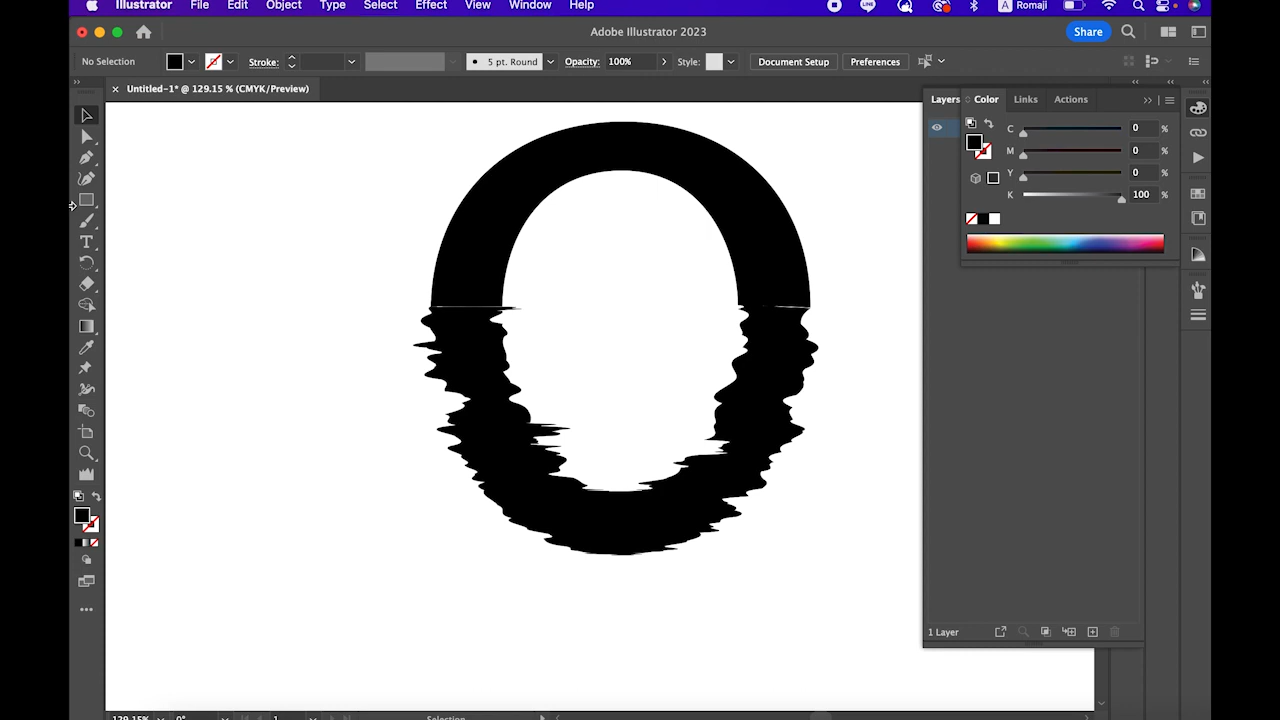 Illustrator File Edit Object Type Select Effect View Window Help A Romaji
Adobe Illustrator 2023 Share
No Selection Stroke: 5 pt. Round Opacity: 100% Style: Document Setup Preferences
× Untitled-1* @ 129.15 % (CMYK/Preview)
Layers Color Links Actions
C 0 %
M 0 %
Y 0 %
K 100 %
T
O
1 Layer
129.15% 0° 1 Selection